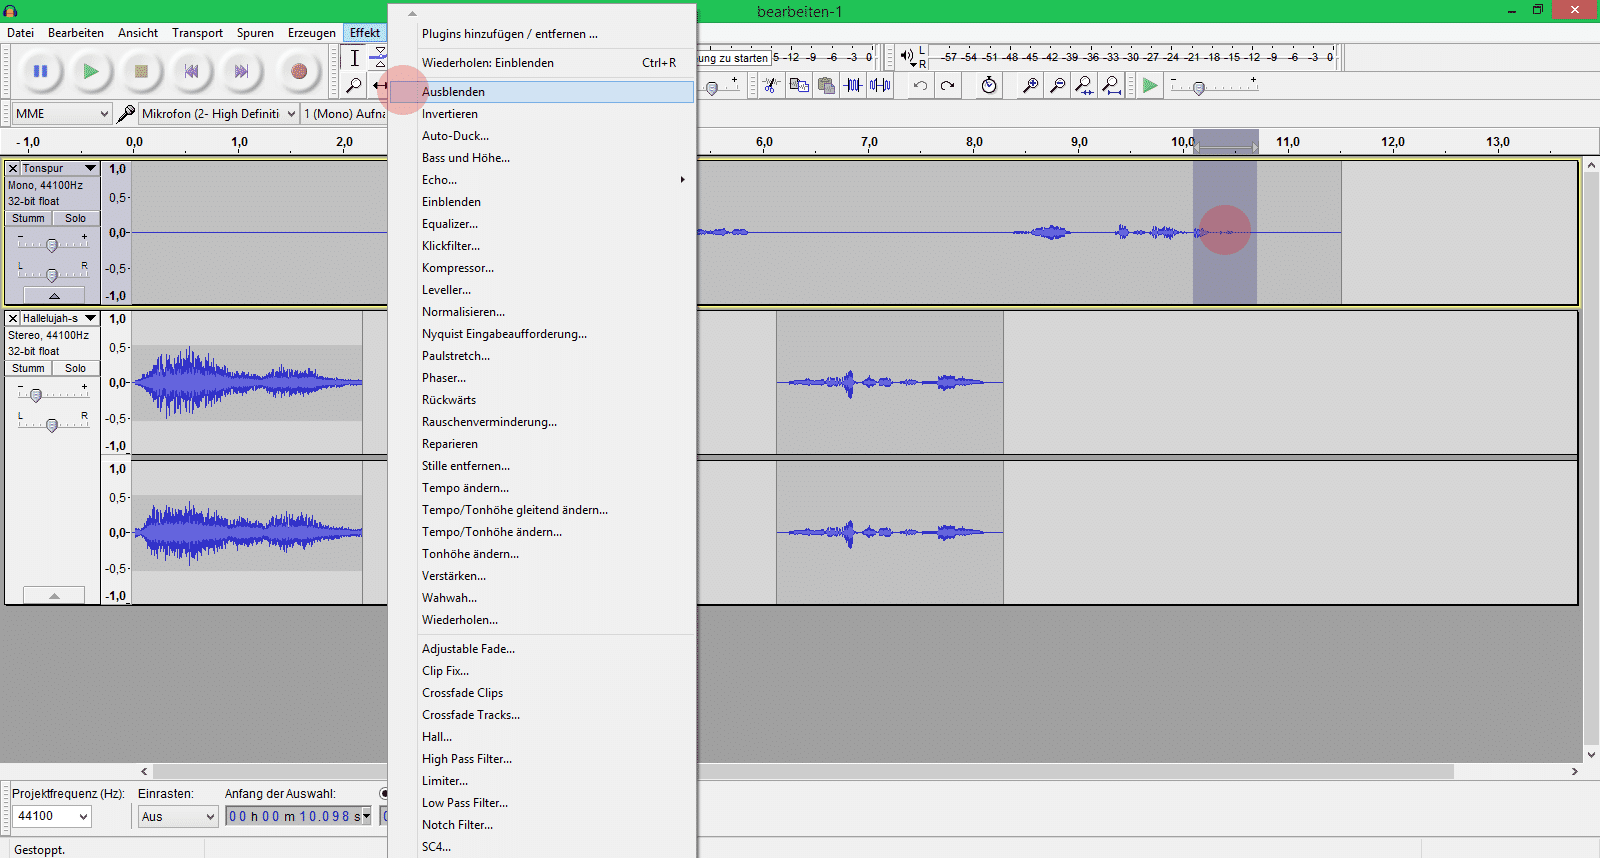 bearbeiten-1
Datei Bearbeiten Ansicht Transport Spuren Erzeugen Effekt
Plugins hinzufügen / entfernen ...
Wiederholen: Einblenden Ctrl+R
Ausblenden
Invertieren
Auto-Duck...
Bass und Höhe...
Echo...
Einblenden
Equalizer...
Klickfilter...
Kompressor...
Leveller...
Normalisieren...
Nyquist Eingabeaufforderung...
Paulstretch...
Phaser...
Rückwärts
Rauschenverminderung...
Reparieren
Stille entfernen...
Tempo ändern...
Tempo/Tonhöhe gleitend ändern...
Tempo/Tonhöhe ändern...
Tonhöhe ändern...
Verstärken...
Wahwah...
Wiederholen...
Adjustable Fade...
Clip Fix...
Crossfade Clips
Crossfade Tracks...
Hall...
High Pass Filter...
Limiter...
Low Pass Filter...
Notch Filter...
SC4...
ung zu starten 5 -12 -9 -6 -3 0
L
R
-57 -54 -51 -48 -45 -42 -39 -36 -33 -30 -27 -24 -21 -18 -15 -12 -9 -6 -3 0
- +
- +
MME Mikrofon (2- High Definiti 1 (Mono) Aufna
- 1,0 0,0 1,0 2,0 6,0 7,0 8,0 9,0 10,0 11,0 12,0 13,0
Tonspur
Mono, 44100Hz
32-bit float
Stumm Solo
- +
L R
1,0
0,5-
0,0-
-0,5-
-1,0
Hallelujah-s
Stereo, 44100Hz
32-bit float
Stumm Solo
- +
L R
1,0
0,5-
0,0-
-0,5-
-1,0
1,0
0,5-
0,0-
-0,5-
-1,0
Projektfrequenz (Hz): Einrasten: Anfang der Auswahl:
44100 Aus 00 h 00 m 10.098 s
Gestoppt.